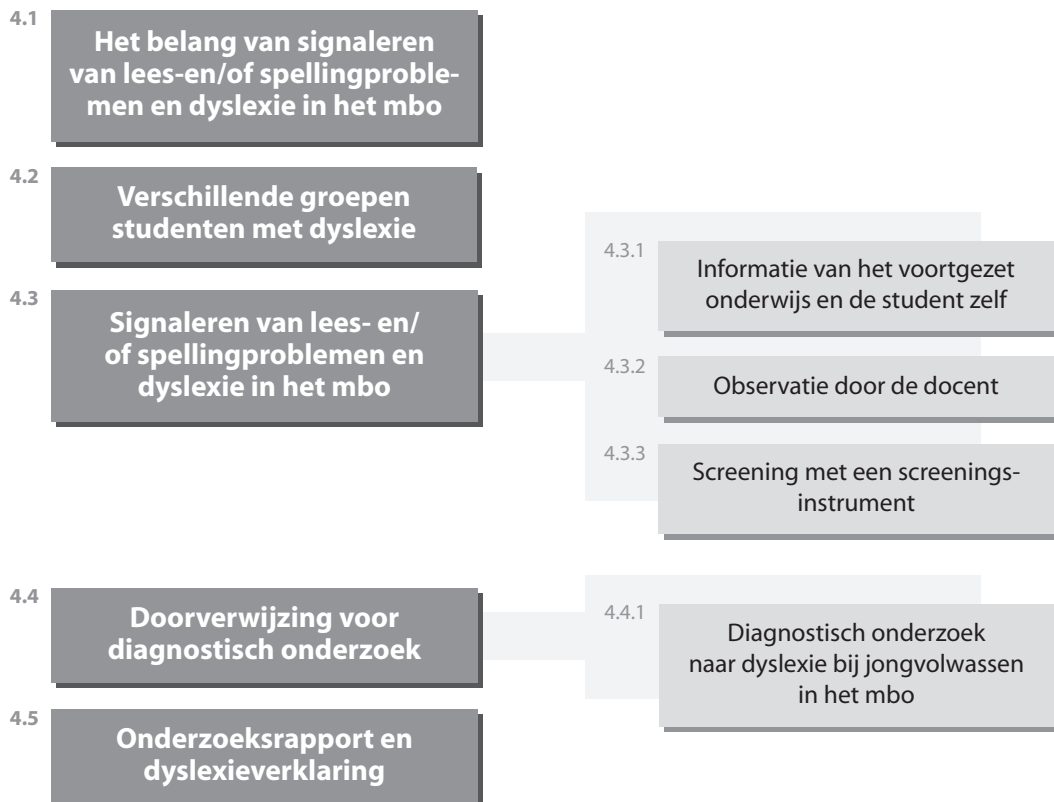 4.1
Het belang van signaleren
van lees-en/of spellingproble-
men en dyslexie in het mbo
4.2
Verschillende groepen
studenten met dyslexie
4.3
Signaleren van lees- en/
of spellingproblemen en
dyslexie in het mbo
4.3.1
Informatie van het voortgezet
onderwijs en de student zelf
4.3.2
Observatie door de docent
4.3.3
Screening met een screenings-
instrument
4.4
Doorverwijzing voor
diagnostisch onderzoek
4.4.1
Diagnostisch onderzoek
naar dyslexie bij jongvolwassen
in het mbo
4.5
Onderzoeksrapport en
dyslexieverklaring